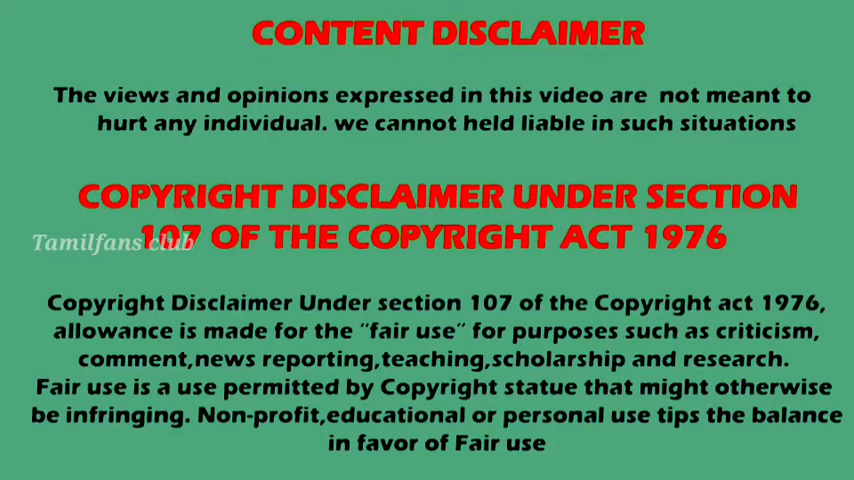 CONTENT DISCLAIMER
The views and opinions expressed in this video are not meant to
hurt any individual. we cannot held liable in such situations
COPYRIGHT DISCLAIMER UNDER SECTION
107 OF THE COPYRIGHT ACT 1976
Tamilfans club
Copyright Disclaimer Under section 107 of the Copyright act 1976,
allowance is made for the "fair use" for purposes such as criticism,
comment,news reporting,teaching,scholarship and research.
Fair use is a use permitted by Copyright statue that might otherwise
be infringing. Non-profit,educational or personal use tips the balance
in favor of Fair use